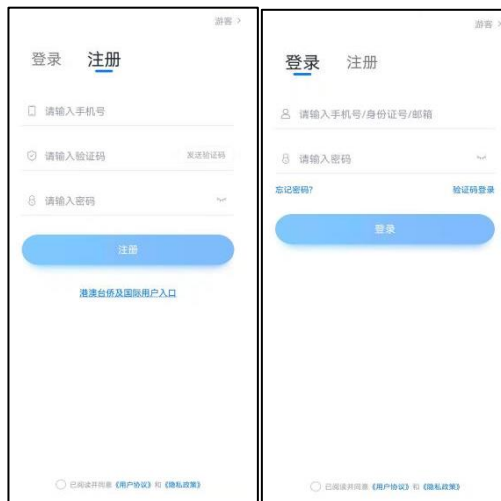 游客 >
登录 注册
请输入手机号
请输入验证码 发送验证码
请输入密码
注册
港澳台侨及国际用户入口
已阅读并同意《用户协议》和《隐私政策》
游客 >
登录 注册
请输入手机号/身份证号/邮箱
请输入密码
忘记密码? 验证码登录
登录
已阅读并同意《用户协议》和《隐私政策》